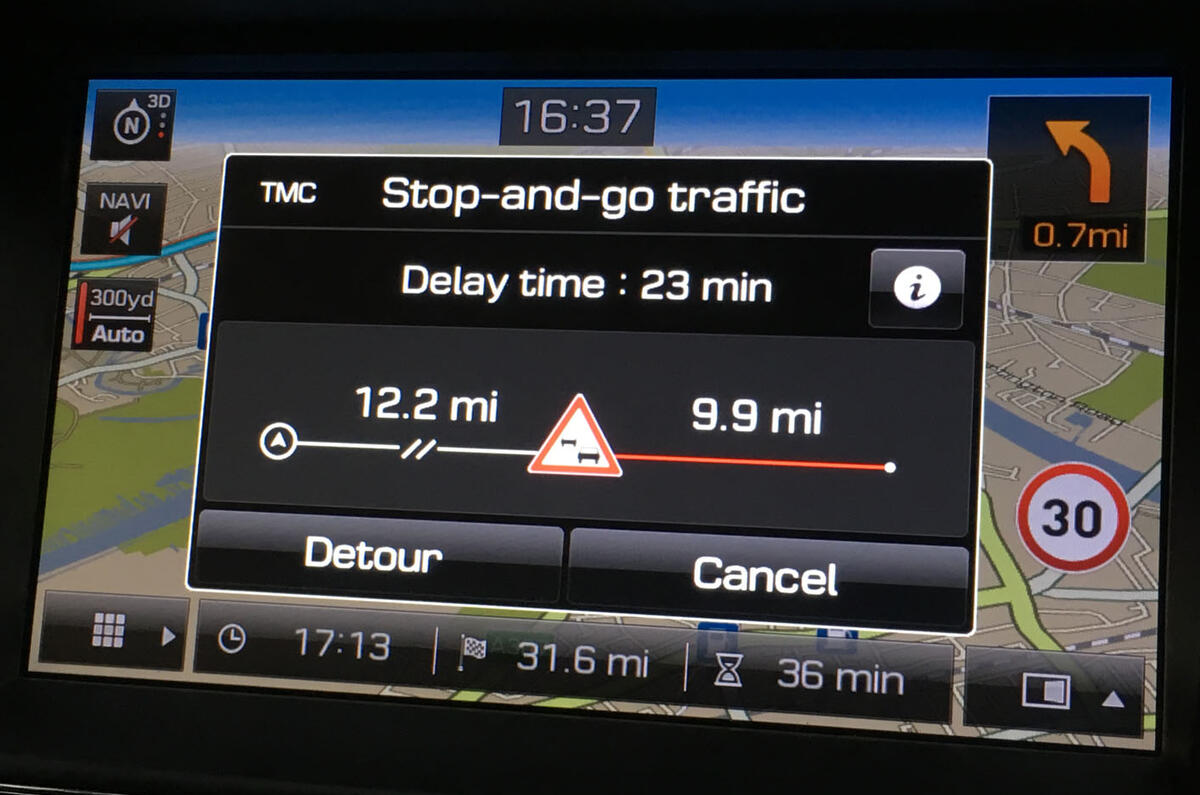 3D
N
16:37
NAVI
0.7mi
TMC
Stop-and-go traffic
Delay time : 23 min
i
300yd
Auto
12.2 mi
9.9 mi
30
Detour
Cancel
17:13
31.6 mi
36 min